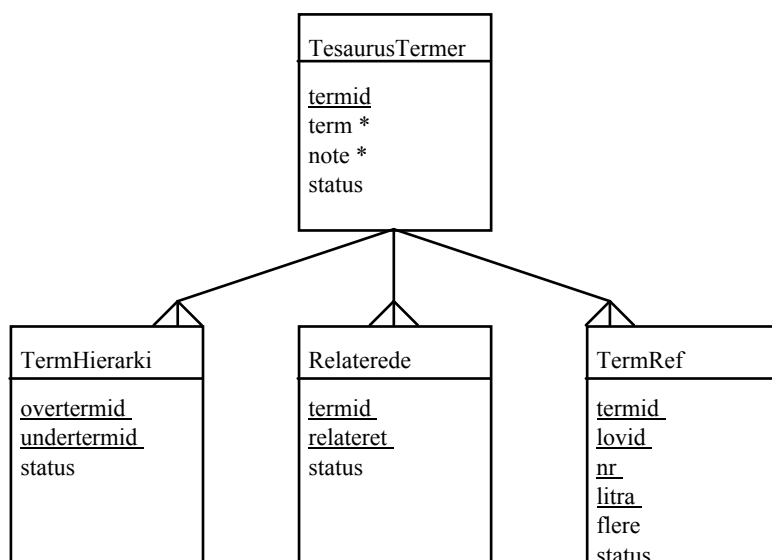 TesaurusTermer
termid
term *
note *
status
TermHierarki
overtermid
undertermid
status
Relaterede
termid
relateret
status
TermRef
termid
lovid
nr
litra
flere
status